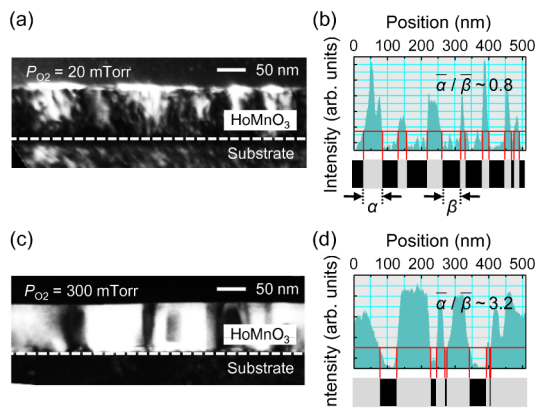 (a)
P_O2 = 20 mTorr
50 nm
HoMnO₃
Substrate
(b)
Position (nm)
0 100 200 300 400 500
Intensity (arb. units)
α̅ / β̅ ~ 0.8
α
β
(c)
P_O2 = 300 mTorr
50 nm
HoMnO₃
Substrate
(d)
Position (nm)
0 100 200 300 400 500
ntensity (arb. units)
α̅ / β̅ ~ 3.2